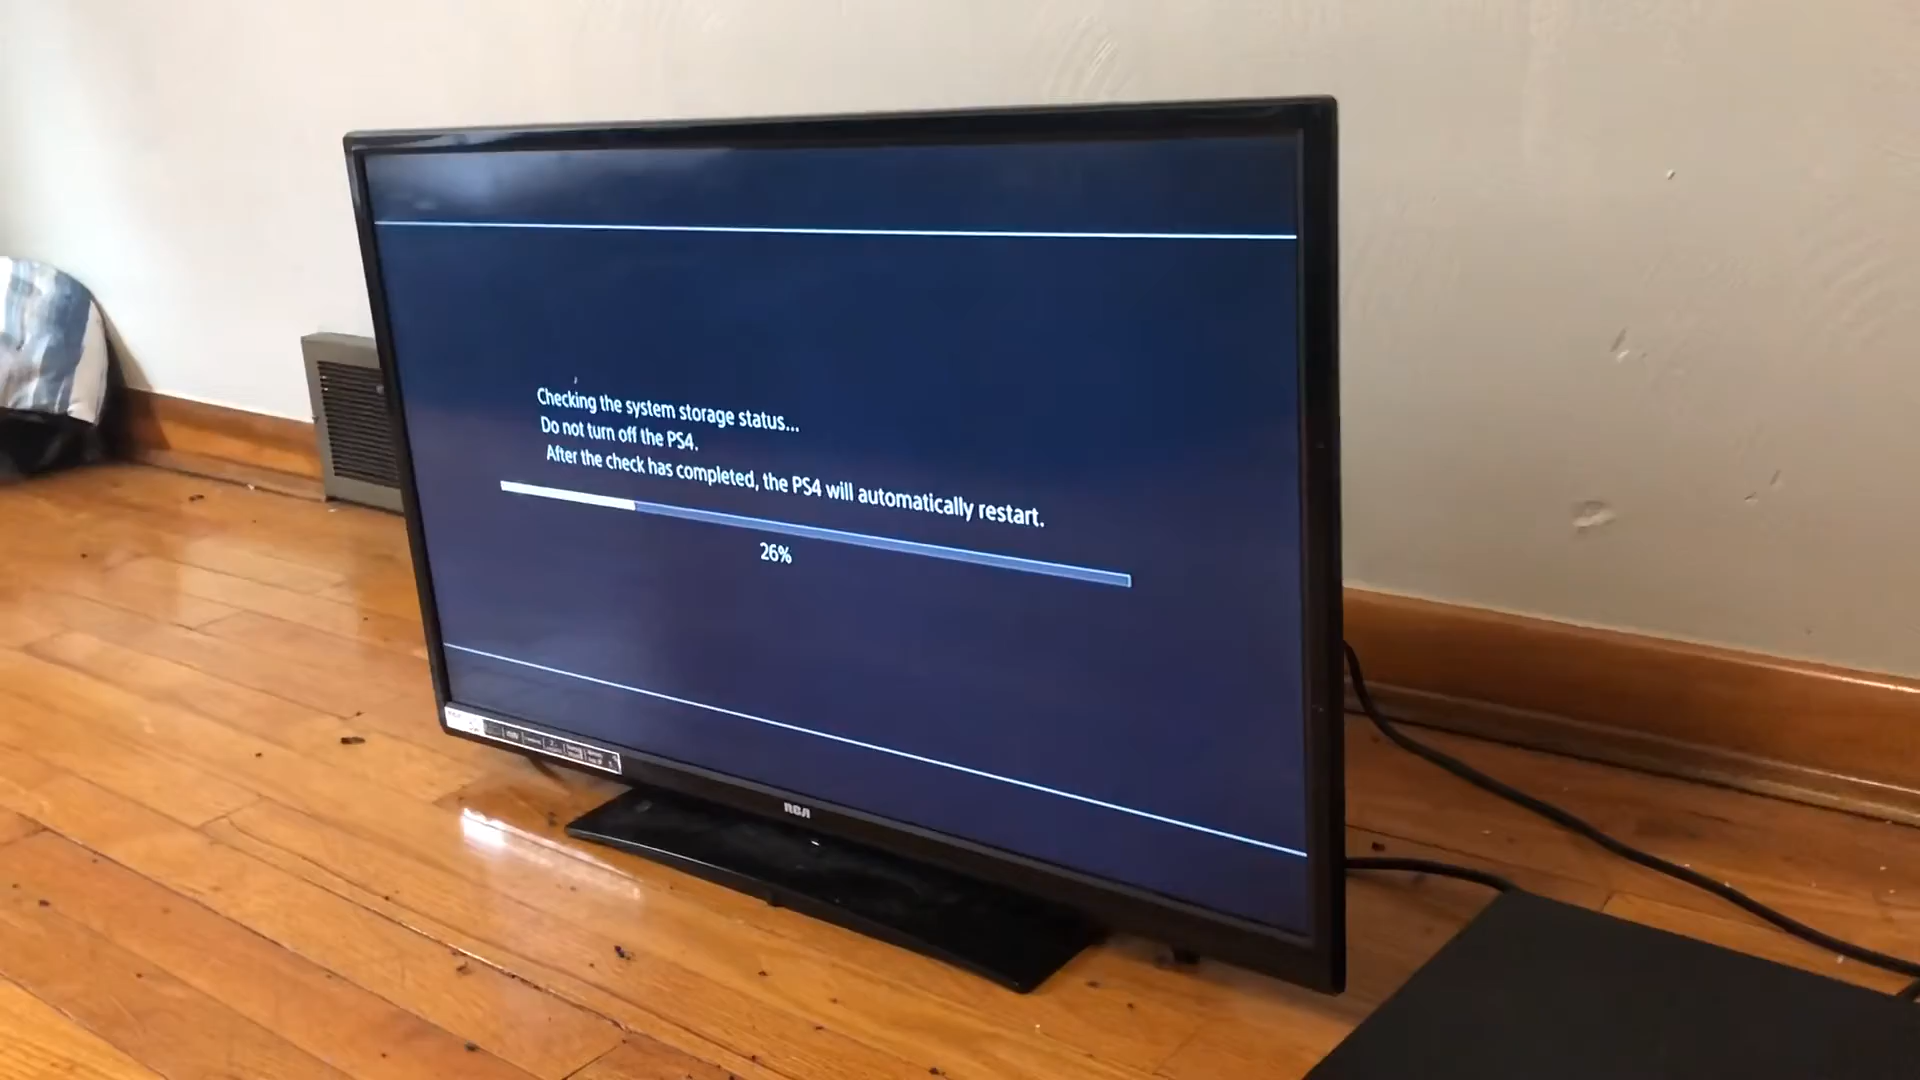 Checking the system storage status...
Do not turn off the PS4.
After the check has completed, the PS4 will automatically restart.
26%
RCA